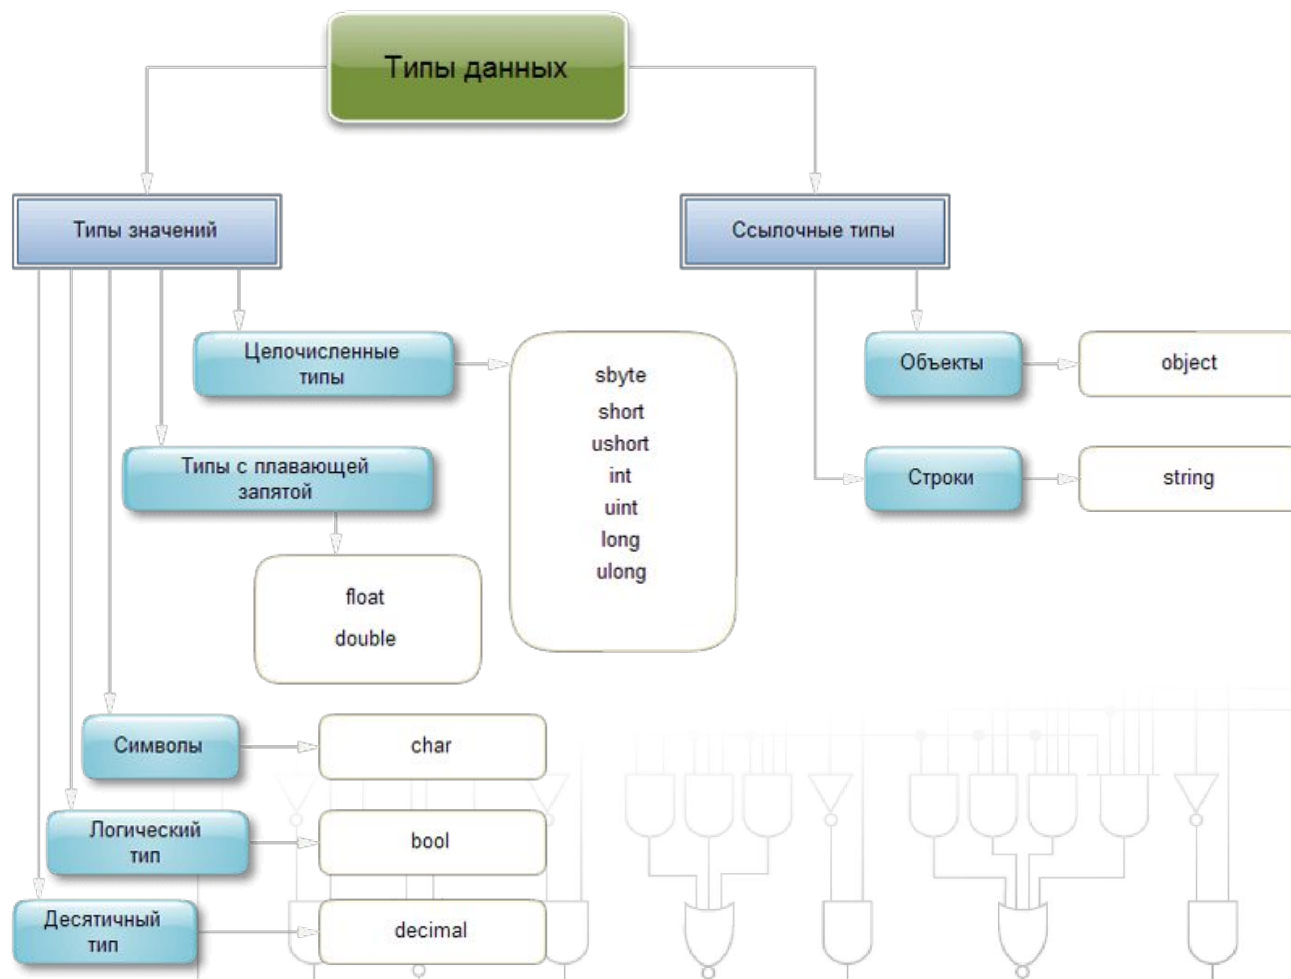 Типы данных
Типы значений
Ссылочные типы
Целочисленные
типы
sbyte
short
ushort
int
uint
long
ulong
Объекты
object
Типы с плавающей
запятой
Строки
string
float
double
Символы
char
Логический
тип
bool
Десятичный
тип
decimal